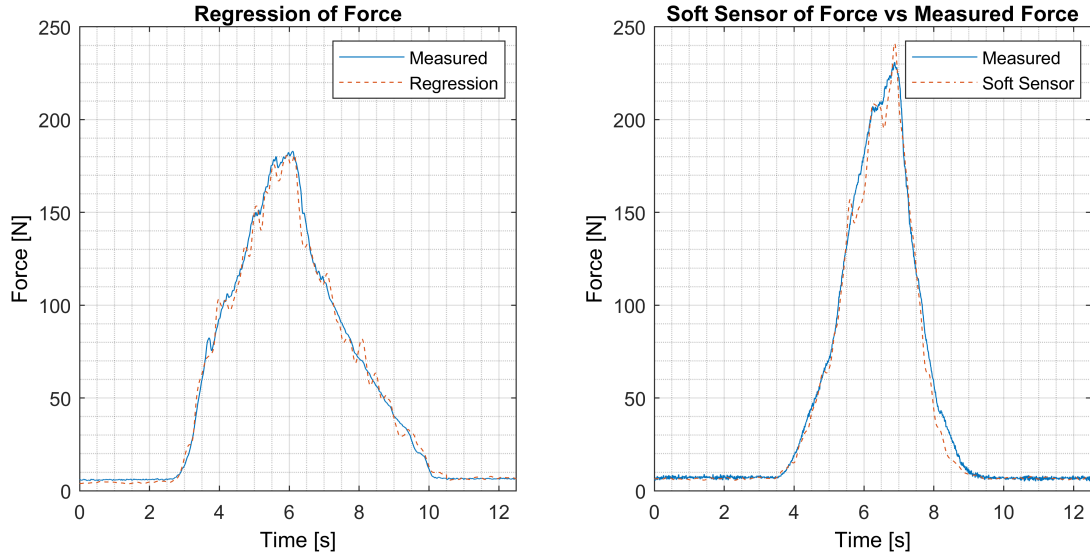 Regression of Force
250
200
150
100
50
0
Force [N]
Measured
Regression
0 2 4 6 8 10 12
Time [s]
Soft Sensor of Force vs Measured Force
250
200
150
100
50
0
Force [N]
Measured
Soft Sensor
0 2 4 6 8 10 12
Time [s]